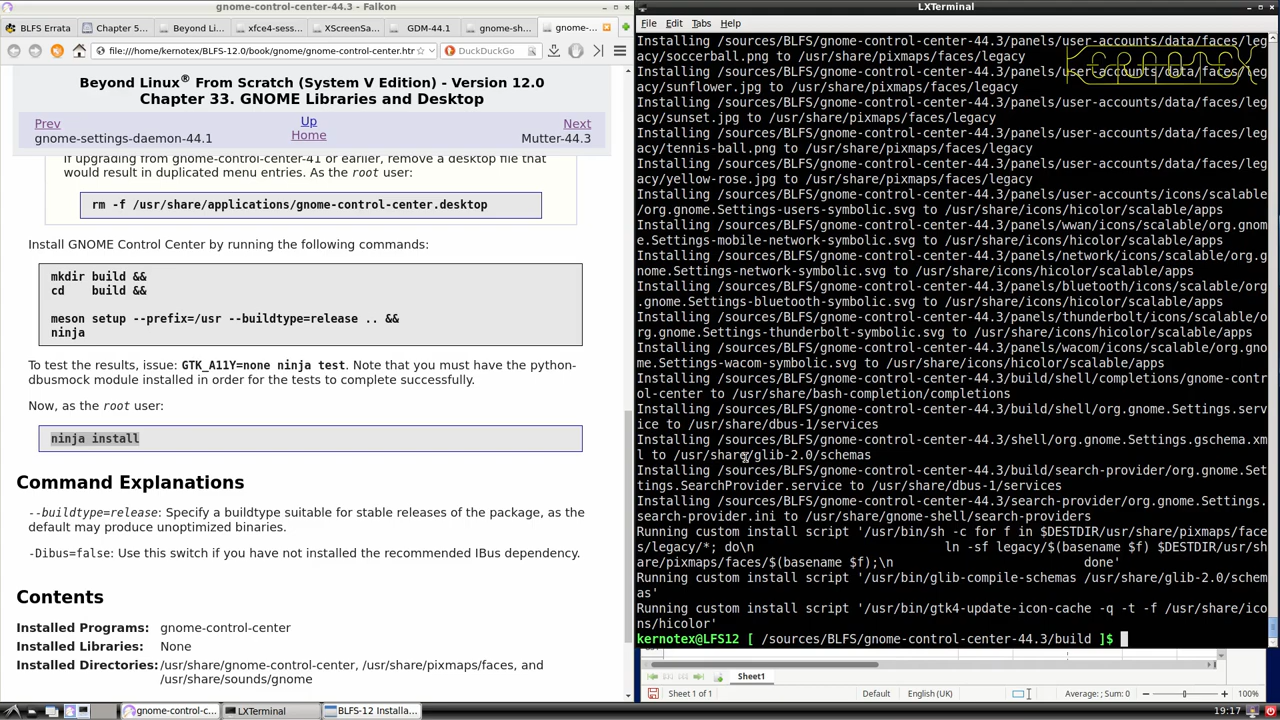 gnome-control-center-44.3 - Falkon
BLFS Errata
Chapter 5...
Build Li...
xfce4-sess...
XScreenSa...
GDM-44.1
gnome-sh...
gnome-...
file:///home/kernotex/BLFS-12.0/book/gnome/gnome-control-center.htr
DuckDuckGo
Beyond Linux® From Scratch (System V Edition) - Version 12.0
Chapter 33. GNOME Libraries and Desktop
Prev
Up
Next
gnome-settings-daemon-44.1
Home
Mutter-44.3
If upgrading from gnome-control-center-41 or earlier, remove a desktop file that
would result in duplicated menu entries. As the root user:
rm -f /usr/share/applications/gnome-control-center.desktop
Install GNOME Control Center by running the following commands:
mkdir build &&
cd    build &&
meson setup --prefix=/usr --buildtype=release .. &&
ninja
To test the results, issue: GTK_A11Y=none ninja test. Note that you must have the python-
dbusmock module installed in order for the tests to complete successfully.
Now, as the root user:
ninja install
Command Explanations
--buildtype=release: Specify a buildtype suitable for stable releases of the package, as the
default may produce unoptimized binaries.
-Dibus=false: Use this switch if you have not installed the recommended IBus dependency.
Contents
Installed Programs: gnome-control-center
Installed Libraries: None
Installed Directories: /usr/share/gnome-control-center, /usr/share/pixmaps/faces, and
/usr/share/sounds/gnome
LXTerminal
File Edit Tabs Help
KERNOTEX
Installing /sources/BLFS/gnome-control-center-44.3/panels/user-accounts/data/faces/leg
acy/soccerball.png to /usr/share/pixmaps/faces/legacy
Installing /sources/BLFS/gnome-control-center-44.3/panels/user-accounts/data/faces/leg
acy/sunflower.jpg to /usr/share/pixmaps/faces/legacy
Installing /sources/BLFS/gnome-control-center-44.3/panels/user-accounts/data/faces/leg
acy/sunset.jpg to /usr/share/pixmaps/faces/legacy
Installing /sources/BLFS/gnome-control-center-44.3/panels/user-accounts/data/faces/leg
acy/tennis-ball.png to /usr/share/pixmaps/faces/legacy
Installing /sources/BLFS/gnome-control-center-44.3/panels/user-accounts/data/faces/leg
acy/yellow-rose.jpg to /usr/share/pixmaps/faces/legacy
Installing /sources/BLFS/gnome-control-center-44.3/panels/user-accounts/icons/scalable
/org.gnome.Settings-users-symbolic.svg to /usr/share/icons/hicolor/scalable/apps
Installing /sources/BLFS/gnome-control-center-44.3/panels/wwan/icons/scalable/org.gnom
e.Settings-mobile-network-symbolic.svg to /usr/share/icons/hicolor/scalable/apps
Installing /sources/BLFS/gnome-control-center-44.3/panels/network/icons/scalable/org.g
nome.Settings-network-symbolic.svg to /usr/share/icons/hicolor/scalable/apps
Installing /sources/BLFS/gnome-control-center-44.3/panels/bluetooth/icons/scalable/org
.gnome.Settings-bluetooth-symbolic.svg to /usr/share/icons/hicolor/scalable/apps
Installing /sources/BLFS/gnome-control-center-44.3/panels/thunderbolt/icons/scalable/o
rg.gnome.Settings-thunderbolt-symbolic.svg to /usr/share/icons/hicolor/scalable/apps
Installing /sources/BLFS/gnome-control-center-44.3/panels/wacom/icons/scalable/org.gno
me.Settings-wacom-symbolic.svg to /usr/share/icons/hicolor/scalable/apps
Installing /sources/BLFS/gnome-control-center-44.3/build/shell/completions/gnome-contr
ol-center to /usr/share/bash-completion/completions
Installing /sources/BLFS/gnome-control-center-44.3/build/shell/org.gnome.Settings.serv
ice to /usr/share/dbus-1/services
Installing /sources/BLFS/gnome-control-center-44.3/shell/org.gnome.Settings.gschema.xm
l to /usr/share/glib-2.0/schemas
Installing /sources/BLFS/gnome-control-center-44.3/build/search-provider/org.gnome.Set
tings.SearchProvider.service to /usr/share/dbus-1/services
Installing /sources/BLFS/gnome-control-center-44.3/search-provider/org.gnome.Settings.
search-provider.ini to /usr/share/gnome-shell/search-providers
Running custom install script '/usr/bin/sh -c for f in $DESTDIR/usr/share/pixmaps/face
s/legacy/*; do\n                     ln -sf legacy/$(basename $f) $DESTDIR/usr/sh
are/pixmaps/faces/$(basename $f);\n                   done'
Running custom install script '/usr/bin/glib-compile-schemas /usr/share/glib-2.0/schem
as'
Running custom install script '/usr/bin/gtk4-update-icon-cache -q -t -f /usr/share/ico
ns/hicolor'
kernotex@LFS12 [ /sources/BLFS/gnome-control-center-44.3/build ]$
Sheet1
Sheet 1 of 1
Default
English (UK)
Average: ; Sum: 0
100%
gnome-control-c...
LXTerminal
BLFS-12 Installa...
19:17